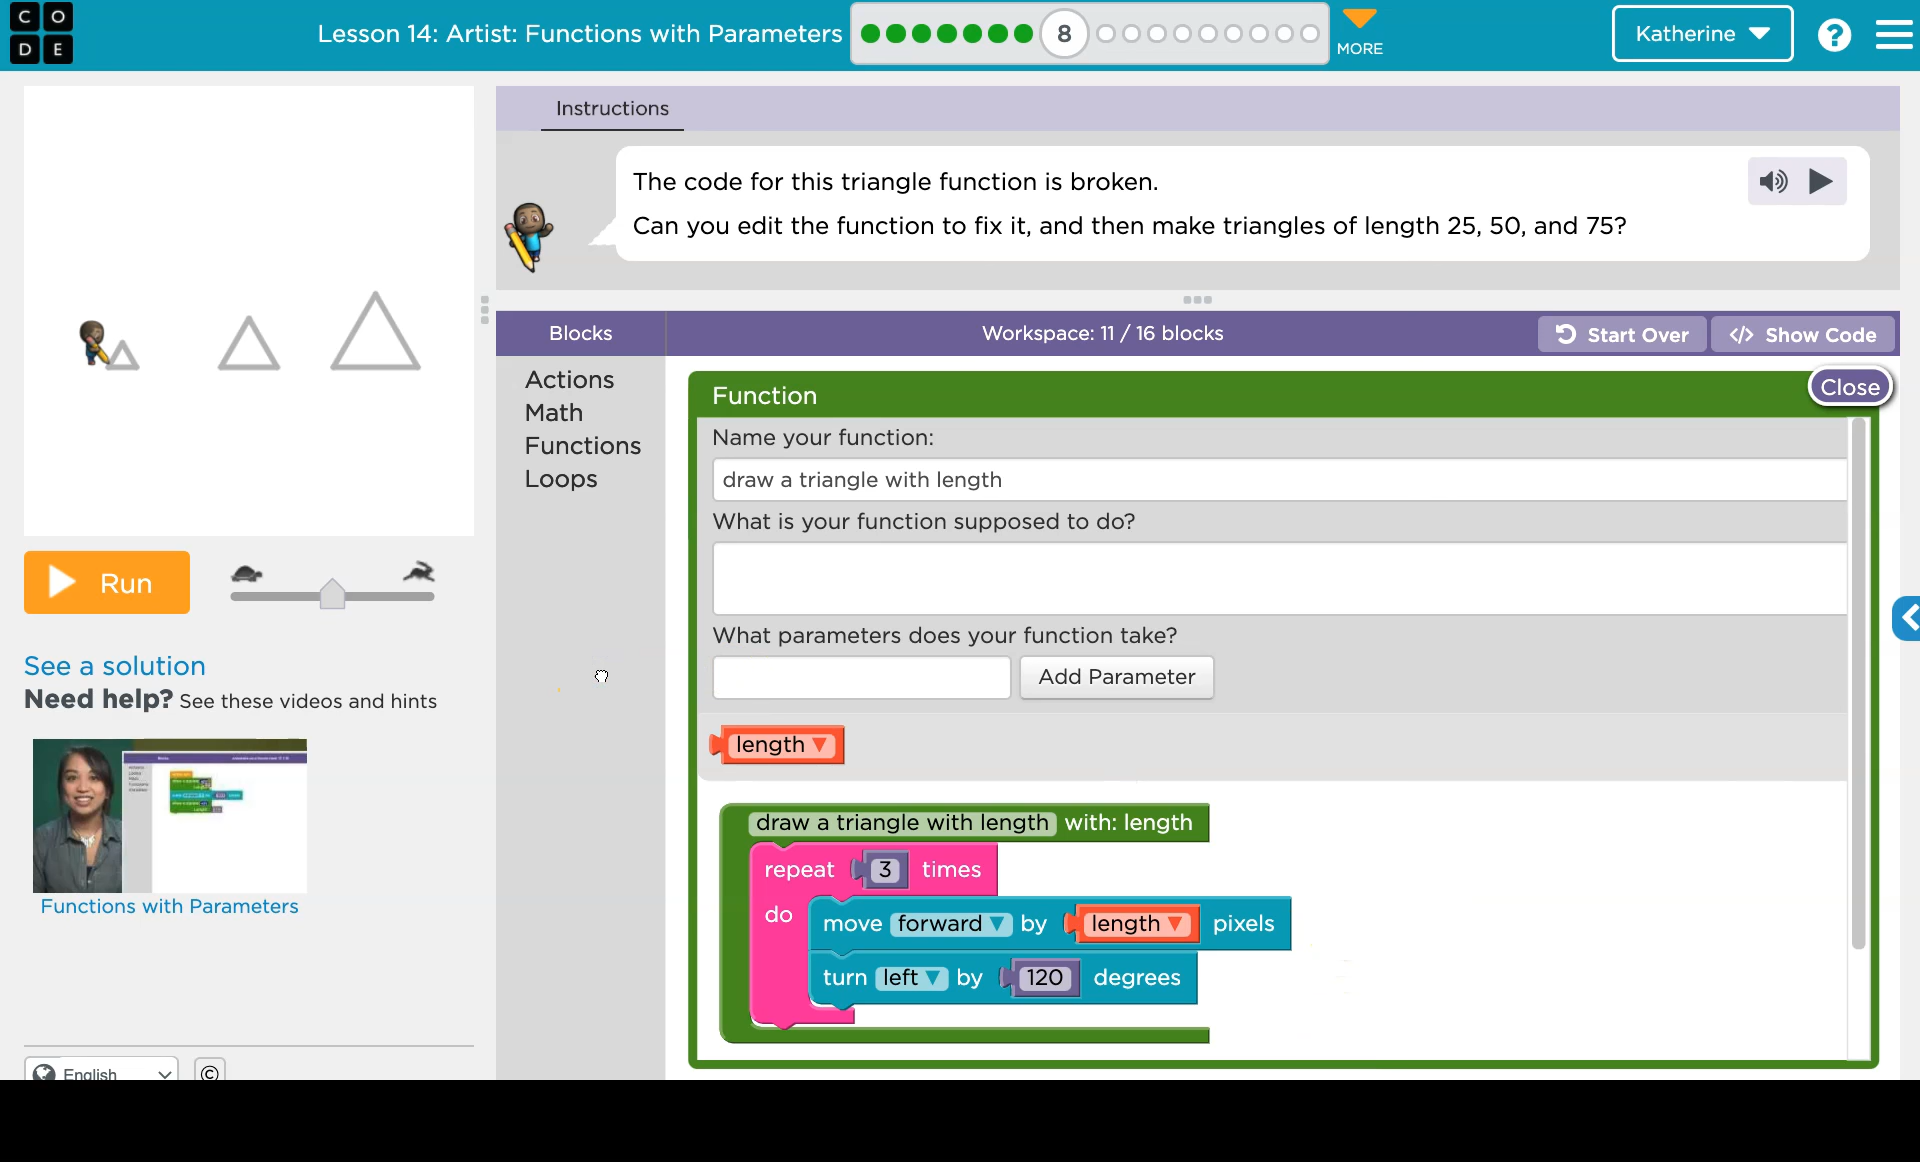 C O
D E
Lesson 14: Artist: Functions with Parameters
8
MORE
Katherine
?
Instructions
The code for this triangle function is broken.
Can you edit the function to fix it, and then make triangles of length 25, 50, and 75?
Blocks
Workspace: 11 / 16 blocks
Start Over
</> Show Code
Actions
Math
Functions
Loops
Function
Close
Name your function:
draw a triangle with length
What is your function supposed to do?
What parameters does your function take?
Add Parameter
length
draw a triangle with length with: length
repeat 3 times
do
move forward by length pixels
turn left by 120 degrees
Run
See a solution
Need help? See these videos and hints
Functions with Parameters
English
©